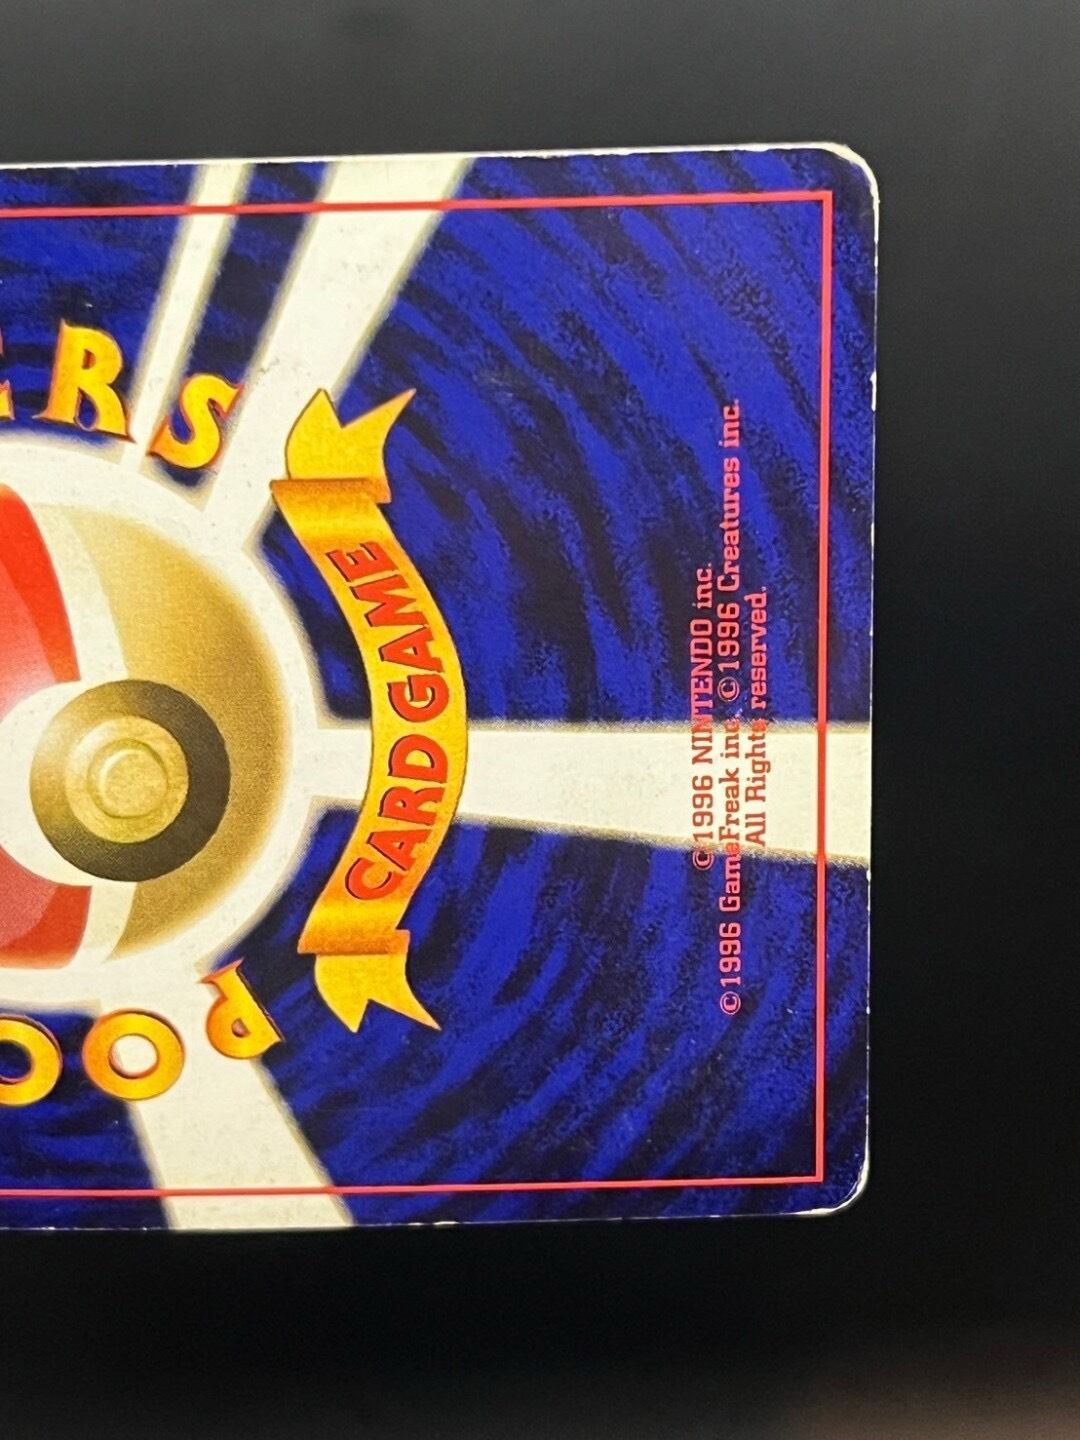 POC
ERS
CARD GAME
©1996 NINTENDO inc.
©1996 GameFreak inc. ©1996 Creatures inc.
All Rights reserved.